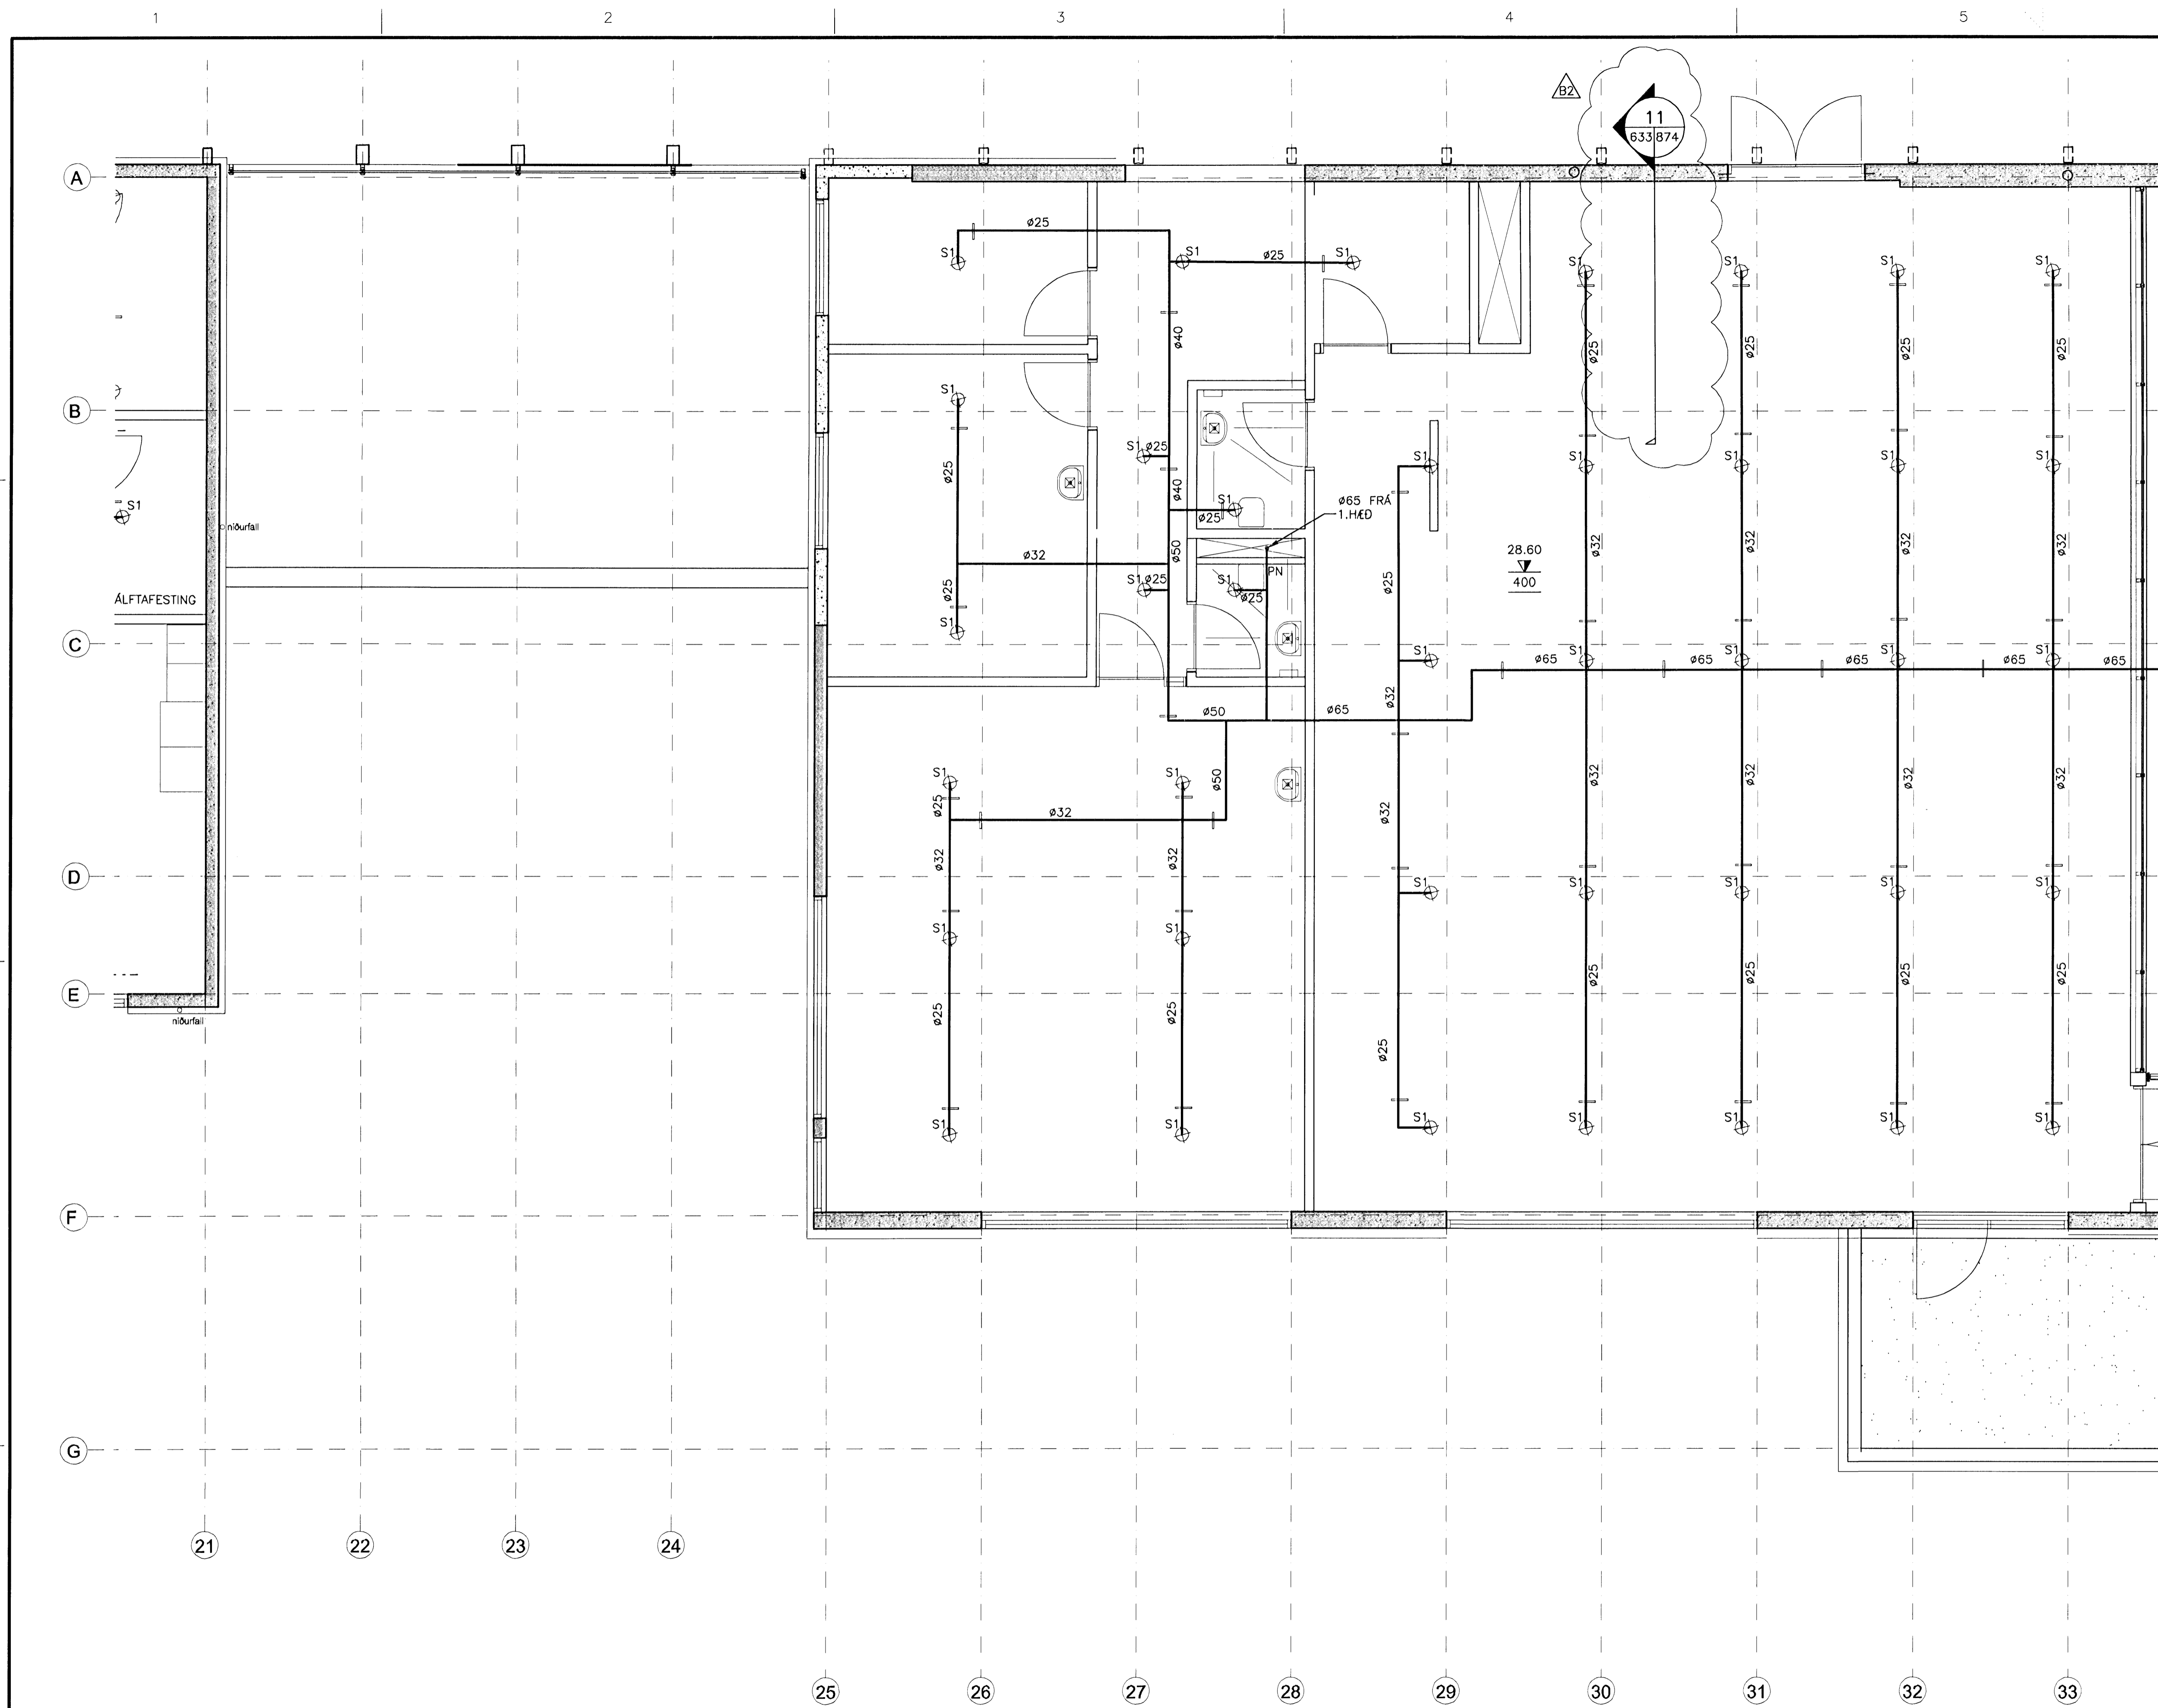 1 2 3 4 5
B2
11
633 874
A
ø25
S1 S1 ø25 S1
S1 S1 S1 S1
ø40
ø25 ø25 ø25 ø25
B
S1
S1 ø25
ø25
S1 S1 S1 S1 S1
ø40
S1
ø65 FRÁ
1.HÆÐ
S1
niðurfall
ø25
ø50
ø32
ø32 ø32 ø32 ø32
28.60
400
PN
S1 ø25
S1
ø25
ø25
ø25
ÁLFTAFESTING
S1
C
S1 S1 S1 S1 S1
ø65 ø65 ø65 ø65 ø65
ø32
ø50 ø65
S1 S1
ø50
ø32 ø32 ø32 ø32
ø25
ø32
ø32
ø32 ø32
D
S1 S1 S1 S1 S1
S1 S1
ø25 ø25 ø25 ø25
E
ø25 ø25
niðurfall
ø25
S1 S1
S1 S1 S1 S1 S1
F
G
21 22 23 24
25 26 27 28 29 30 31 32 33